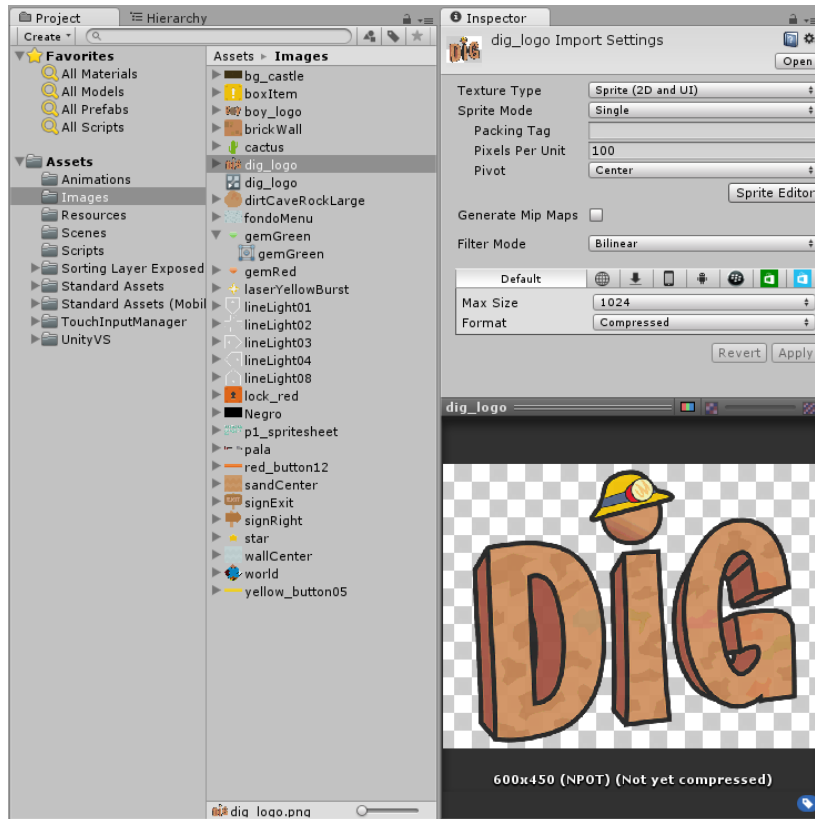 Project
Hierarchy
Create
Favorites
All Materials
All Models
All Prefabs
All Scripts
Assets
Animations
Images
Resources
Scenes
Scripts
Sorting Layer Exposed
Standard Assets
Standard Assets (Mobil
TouchInputManager
UnityVS
Assets ▸ Images
bg_castle
boxItem
boy_logo
brickWall
cactus
dig_logo
dig_logo
dirtCaveRockLarge
fondoMenu
gemGreen
gemGreen
gemRed
laserYellowBurst
lineLight01
lineLight02
lineLight03
lineLight04
lineLight08
lock_red
Negro
p1_spritesheet
pala
red_button12
sandCenter
signExit
signRight
star
wallCenter
world
yellow_button05
dig_logo.png
Inspector
dig_logo Import Settings
Open
Texture Type Sprite (2D and UI)
Sprite Mode Single
Packing Tag
Pixels Per Unit 100
Pivot Center
Sprite Editor
Generate Mip Maps
Filter Mode Bilinear
Default
Max Size 1024
Format Compressed
Revert Apply
dig_logo
DiG
600x450 (NPOT) (Not yet compressed)